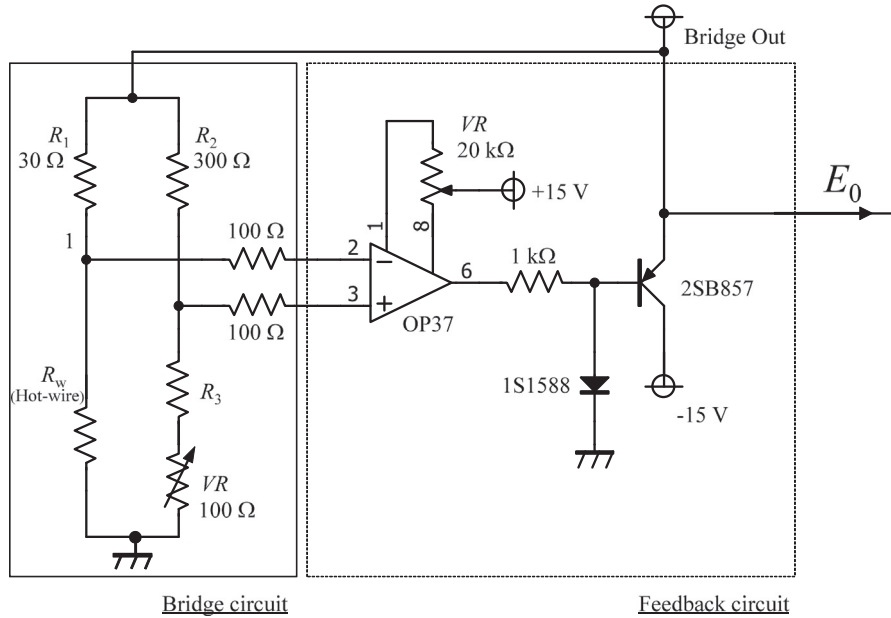 Bridge Out
R1
30 Ω
R2
300 Ω
VR
20 kΩ
+15 V
E0
1
100 Ω
2
1
8
6
1 kΩ
3
100 Ω
OP37
2SB857
Rw
(Hot-wire)
R3
1S1588
-15 V
VR
100 Ω
Bridge circuit
Feedback circuit